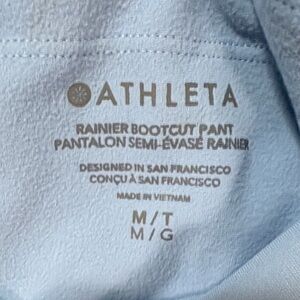 ATHLETA
RAINIER BOOTCUT PANT
PANTALON SEMI-ÉVASÉ RAINIER
DESIGNED IN SAN FRANCISCO
CONÇU À SAN FRANCISCO
MADE IN VIETNAM
M/T
M/G